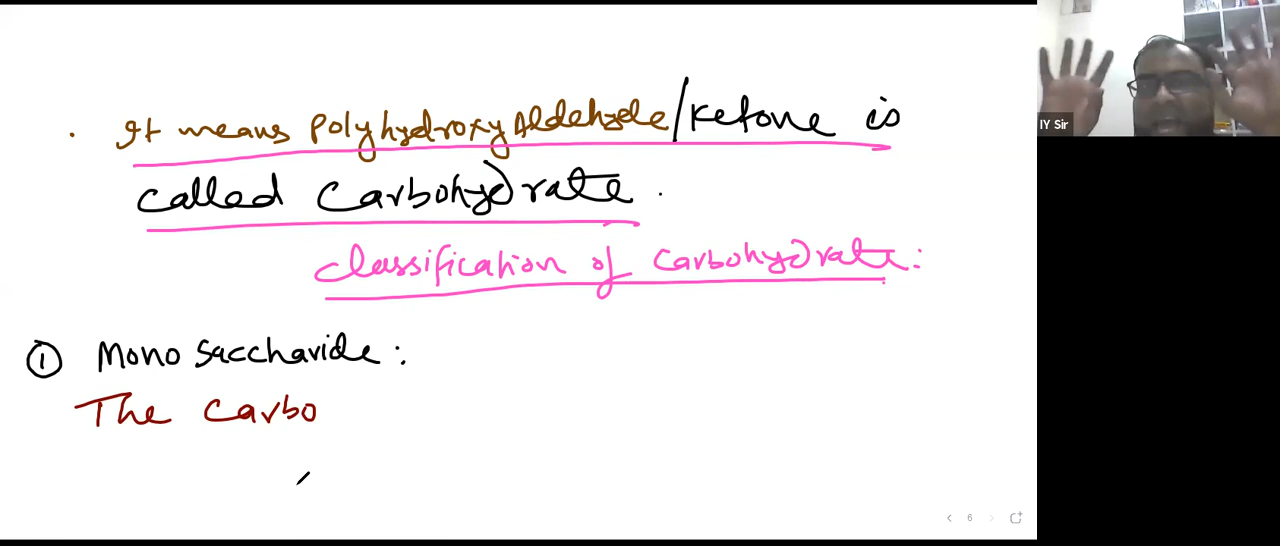 . It means Polyhydroxy Aldehyde/Ketone is
called Carbohydrate.
Classification of Carbohydrate:
① Mono Saccharide:
The Carbo
IY Sir
6